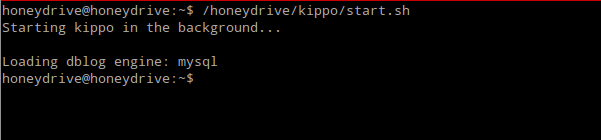 honeydrive@honeydrive:~$ /honeydrive/kippo/start.sh
Starting kippo in the background...
Loading dblog engine: mysql
honeydrive@honeydrive:~$